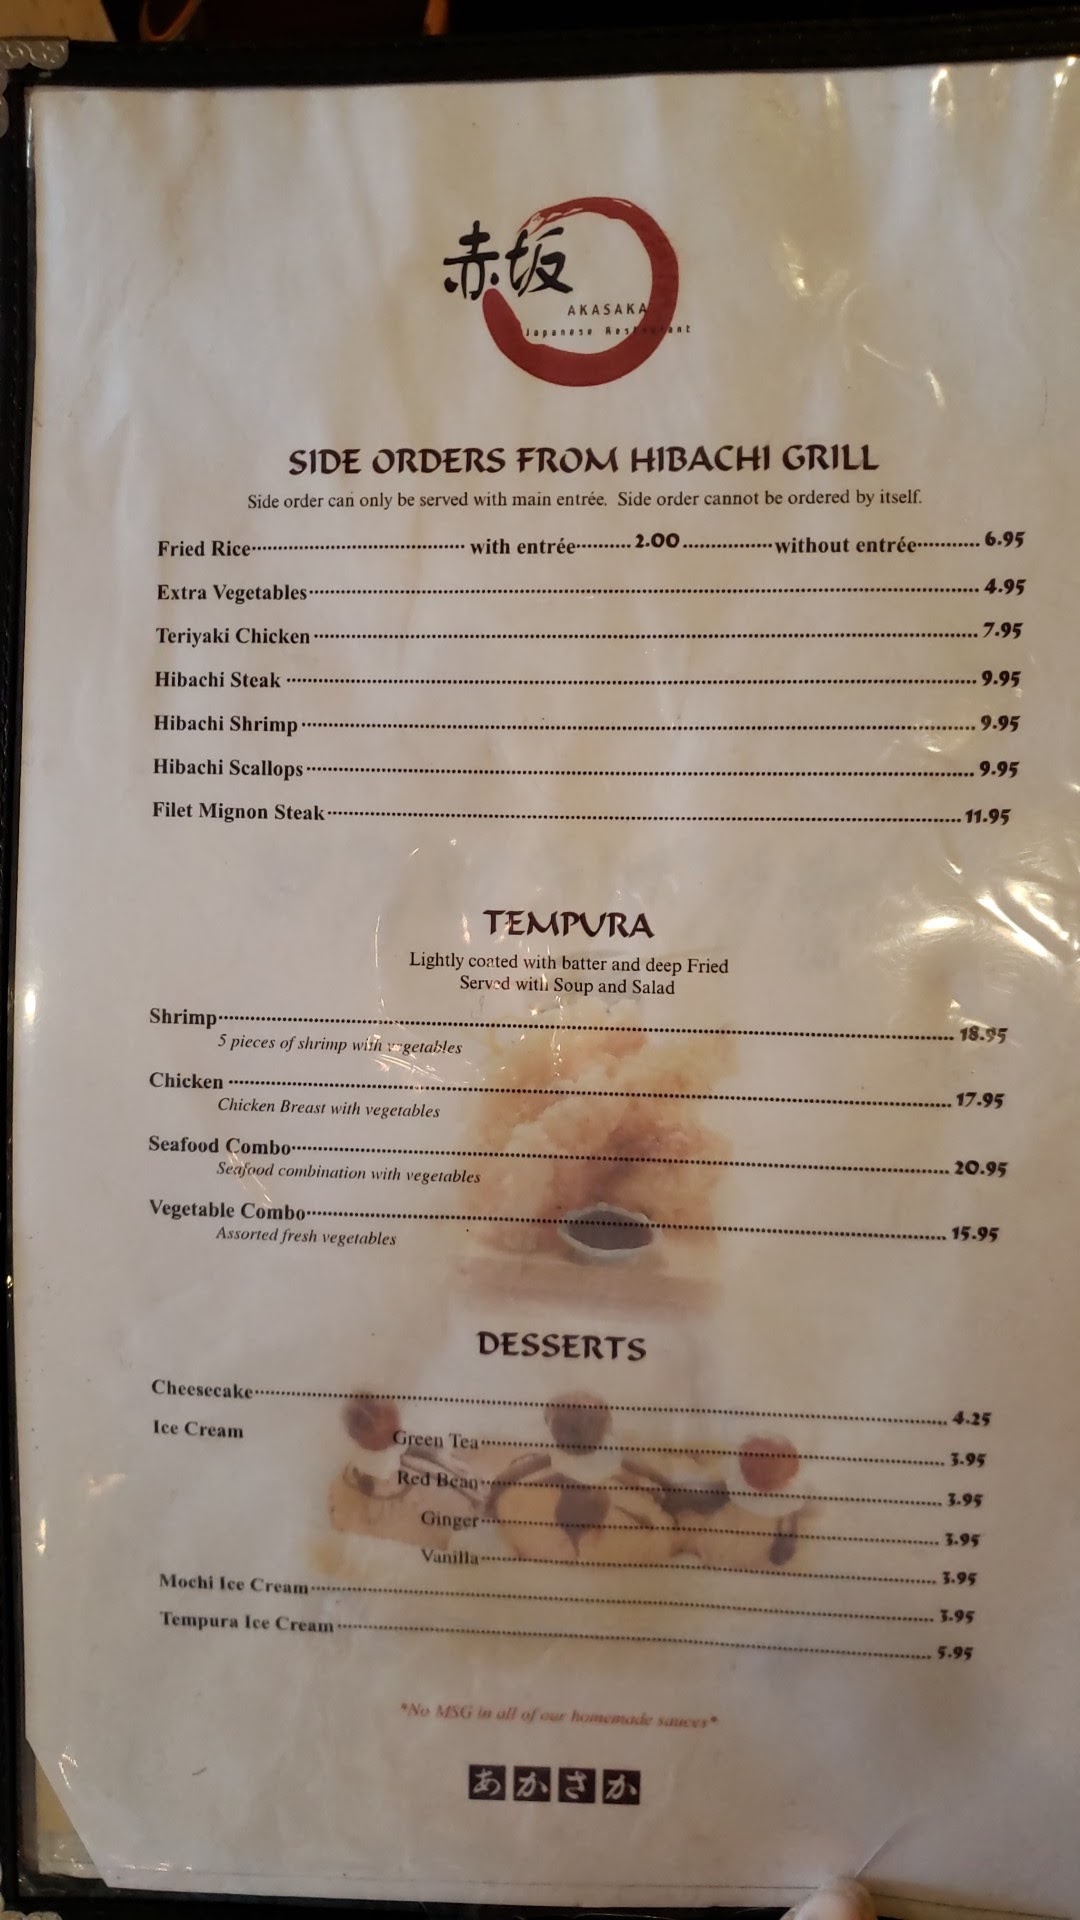 赤坂
AKASAKA
Japanese Restaurant
SIDE ORDERS FROM HIBACHI GRILL
Side order can only be served with main entrée. Side order cannot be ordered by itself.
Fried Rice with entrée 2.00 without entrée 6.95
Extra Vegetables 4.95
Teriyaki Chicken 7.95
Hibachi Steak 9.95
Hibachi Shrimp 9.95
Hibachi Scallops 9.95
Filet Mignon Steak 11.95
TEMPURA
Lightly coated with batter and deep Fried
Served with Soup and Salad
Shrimp 18.95
5 pieces of shrimp with vegetables
Chicken 17.95
Chicken Breast with vegetables
Seafood Combo 20.95
Seafood combination with vegetables
Vegetable Combo 15.95
Assorted fresh vegetables
DESSERTS
Cheesecake 4.25
Ice Cream
Green Tea 3.95
Red Bean 3.95
Ginger 3.95
Vanilla 3.95
Mochi Ice Cream 3.95
Tempura Ice Cream 5.95
*No MSG in all of our homemade sauces*
あかさか